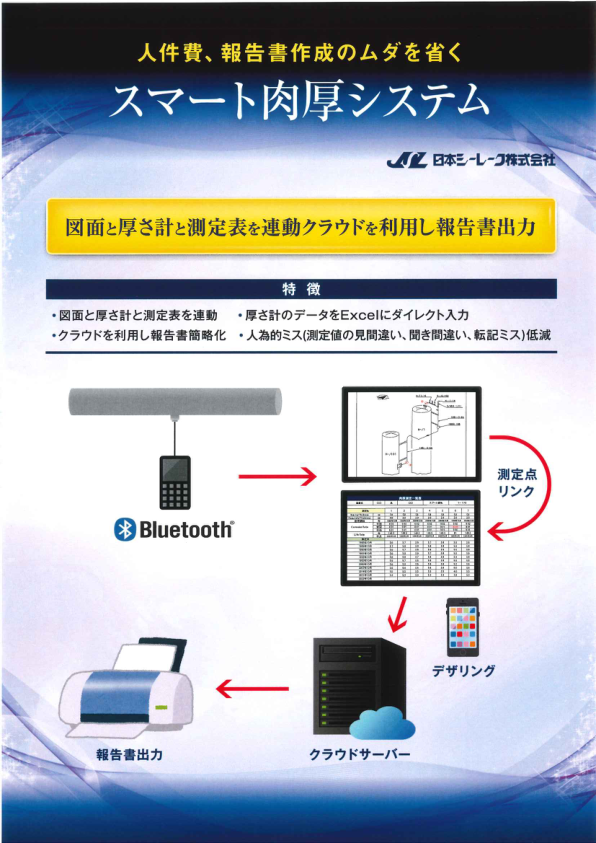 人件費、報告書作成のムダを省く
スマート肉厚システム
日本シーレーク株式会社
図面と厚さ計と測定表を連動クラウドを利用し報告書出力
特 徴
・図面と厚さ計と測定表を連動 ・厚さ計のデータをExcelにダイレクト入力
・クラウドを利用し報告書簡略化 ・人為的ミス(測定値の見間違い、聞き間違い、転記ミス)低減
測定点
リンク
Bluetooth®
デザリング
報告書出力
クラウドサーバー